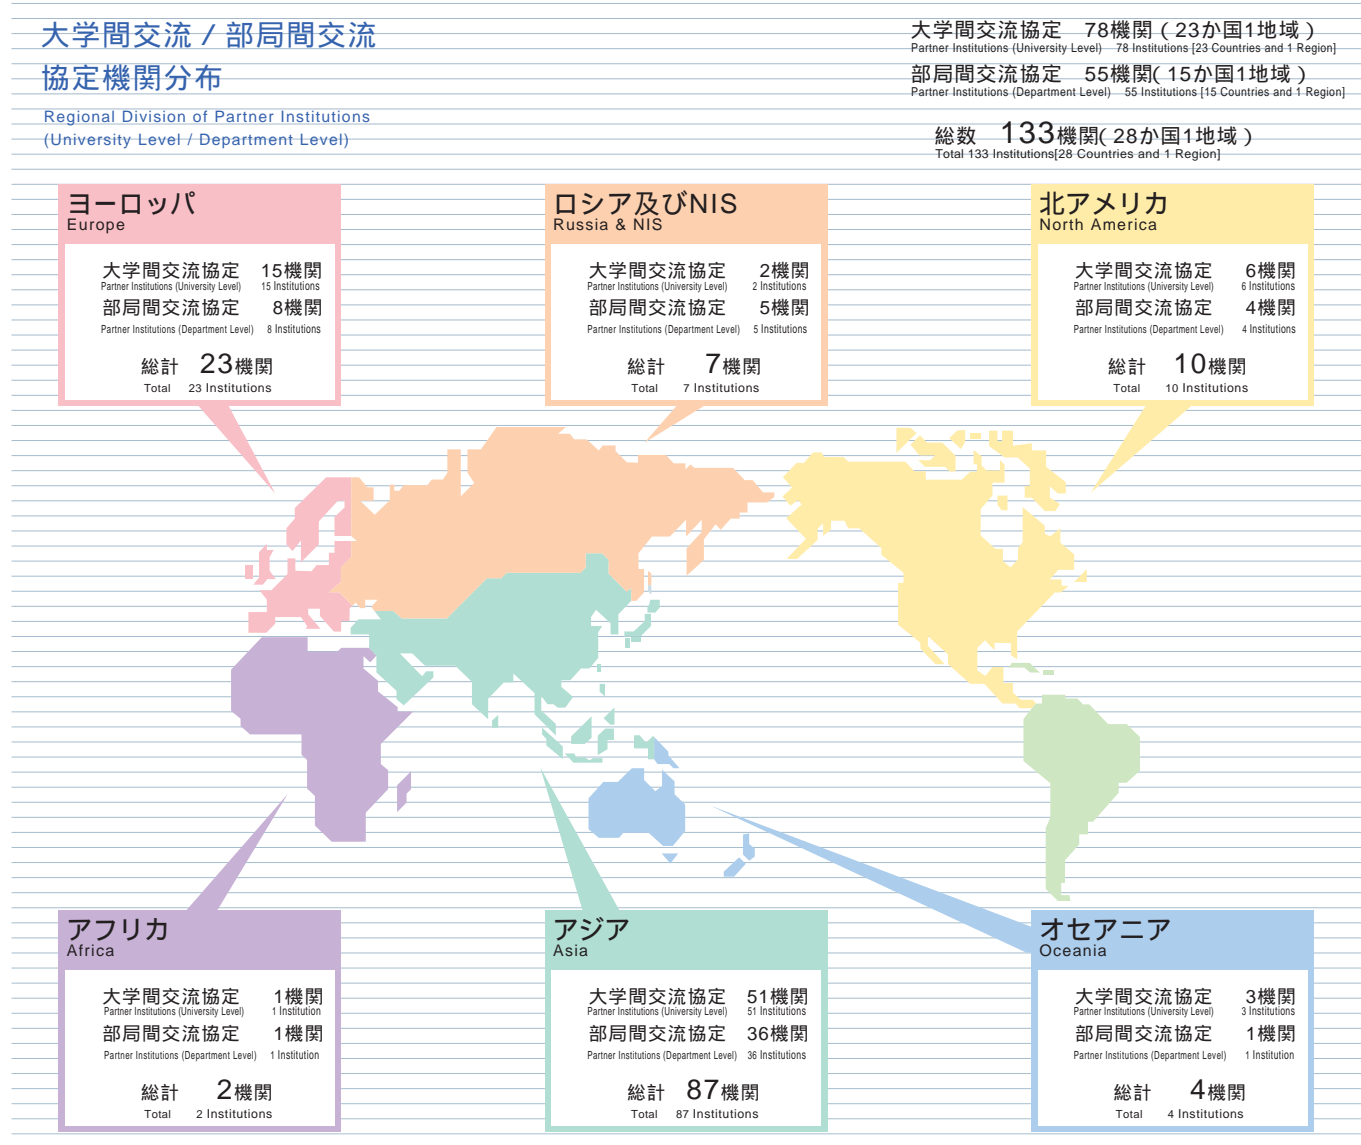 大学間交流 / 部局間交流
協定機関分布
Regional Division of Partner Institutions
(University Level / Department Level)
大学間交流協定 78機関 ( 23か国1地域 )
Partner Institutions (University Level) 78 Institutions [23 Countries and 1 Region]
部局間交流協定 55機関( 15か国1地域 )
Partner Institutions (Department Level) 55 Institutions [15 Countries and 1 Region]
総数 133機関( 28か国1地域 )
Total 133 Institutions[28 Countries and 1 Region]
ヨーロッパ
Europe
大学間交流協定 15機関
Partner Institutions (University Level) 15 Institutions
部局間交流協定 8機関
Partner Institutions (Department Level) 8 Institutions
総計 23機関
Total 23 Institutions
ロシア及びNIS
Russia & NIS
大学間交流協定 2機関
Partner Institutions (University Level) 2 Institutions
部局間交流協定 5機関
Partner Institutions (Department Level) 5 Institutions
総計 7機関
Total 7 Institutions
北アメリカ
North America
大学間交流協定 6機関
Partner Institutions (University Level) 6 Institutions
部局間交流協定 4機関
Partner Institutions (Department Level) 4 Institutions
総計 10機関
Total 10 Institutions
アフリカ
Africa
大学間交流協定 1機関
Partner Institutions (University Level) 1 Institution
部局間交流協定 1機関
Partner Institutions (Department Level) 1 Institution
総計 2機関
Total 2 Institutions
アジア
Asia
大学間交流協定 51機関
Partner Institutions (University Level) 51 Institutions
部局間交流協定 36機関
Partner Institutions (Department Level) 36 Institutions
総計 87機関
Total 87 Institutions
オセアニア
Oceania
大学間交流協定 3機関
Partner Institutions (University Level) 3 Institutions
部局間交流協定 1機関
Partner Institutions (Department Level) 1 Institution
総計 4機関
Total 4 Institutions